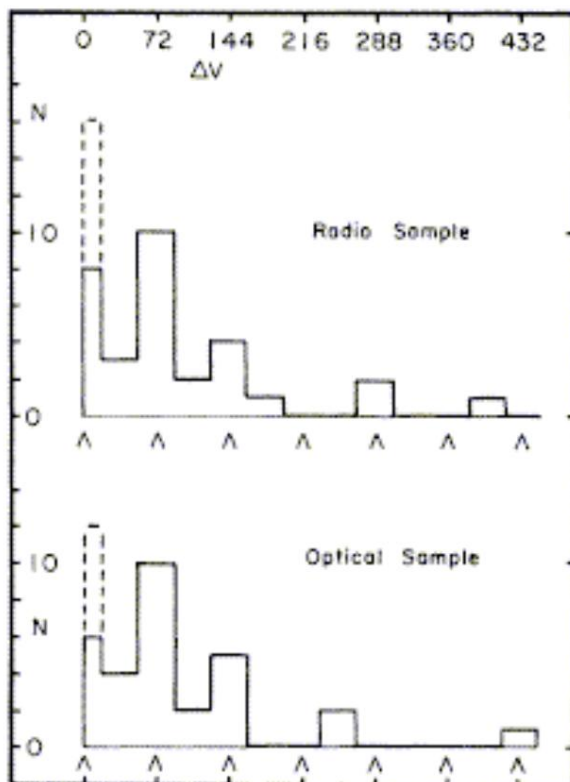 0 72 144 216 288 360 432
ΔV
N
10
Radio Sample
0
^ ^ ^ ^ ^ ^ ^
Optical Sample
10
N
0
^ ^ ^ ^ ^ ^ ^